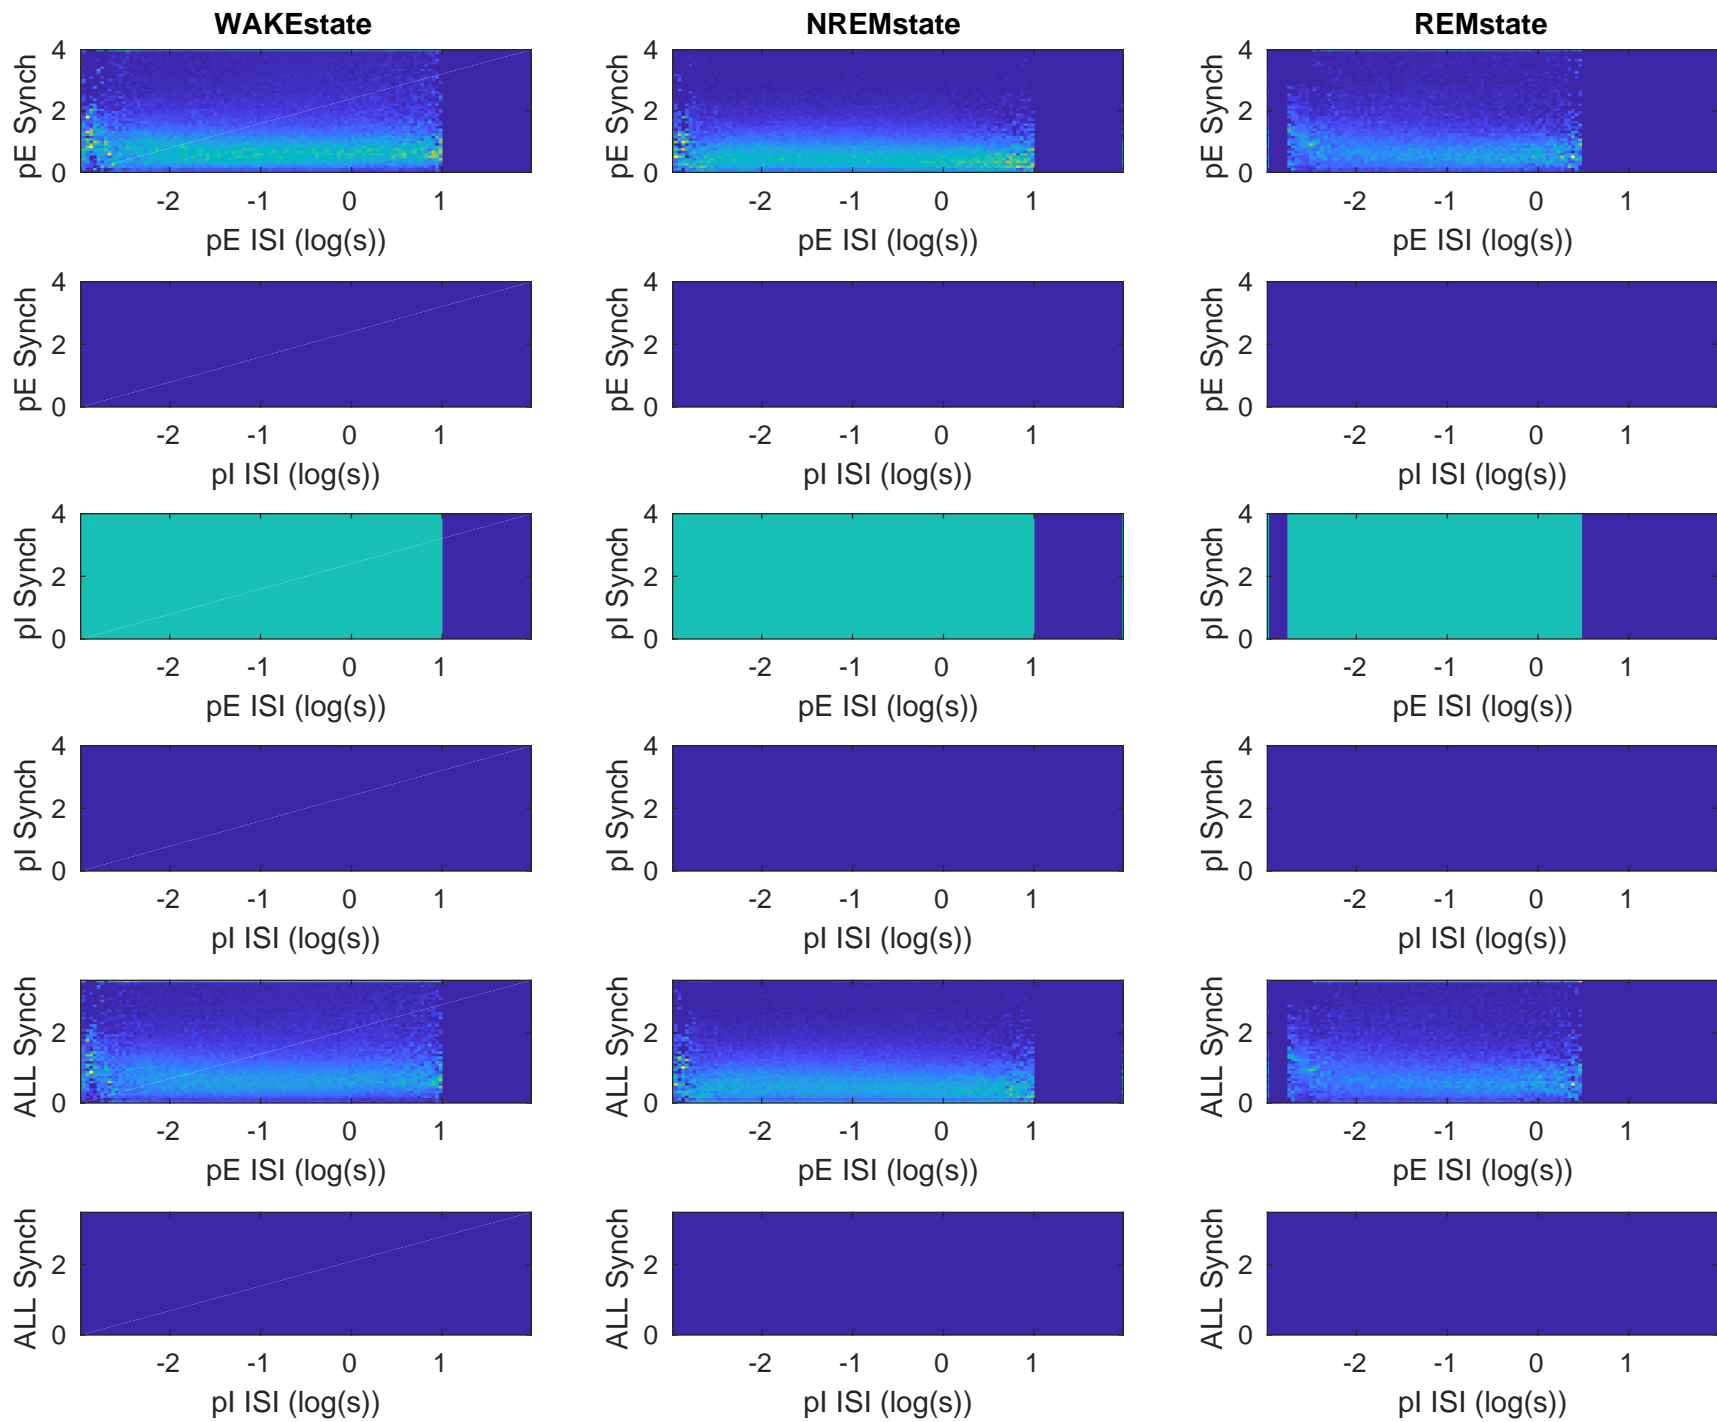 WAKEstate NREMstate REMstate
4 4 4
pE Synch pE Synch pE Synch
2 2 2
0 0 0
-2 -1 0 1 -2 -1 0 1 -2 -1 0 1
pE ISI (log(s)) pE ISI (log(s)) pE ISI (log(s))
4 4 4
pE Synch pE Synch pE Synch
2 2 2
0 0 0
-2 -1 0 1 -2 -1 0 1 -2 -1 0 1
pI ISI (log(s)) pI ISI (log(s)) pI ISI (log(s))
4 4 4
pI Synch pI Synch pI Synch
2 2 2
0 0 0
-2 -1 0 1 -2 -1 0 1 -2 -1 0 1
pE ISI (log(s)) pE ISI (log(s)) pE ISI (log(s))
4 4 4
pI Synch pI Synch pI Synch
2 2 2
0 0 0
-2 -1 0 1 -2 -1 0 1 -2 -1 0 1
pI ISI (log(s)) pI ISI (log(s)) pI ISI (log(s))
ALL Synch ALL Synch ALL Synch
2 2 2
0 0 0
-2 -1 0 1 -2 -1 0 1 -2 -1 0 1
pE ISI (log(s)) pE ISI (log(s)) pE ISI (log(s))
ALL Synch ALL Synch ALL Synch
2 2 2
0 0 0
-2 -1 0 1 -2 -1 0 1 -2 -1 0 1
pI ISI (log(s)) pI ISI (log(s)) pI ISI (log(s))